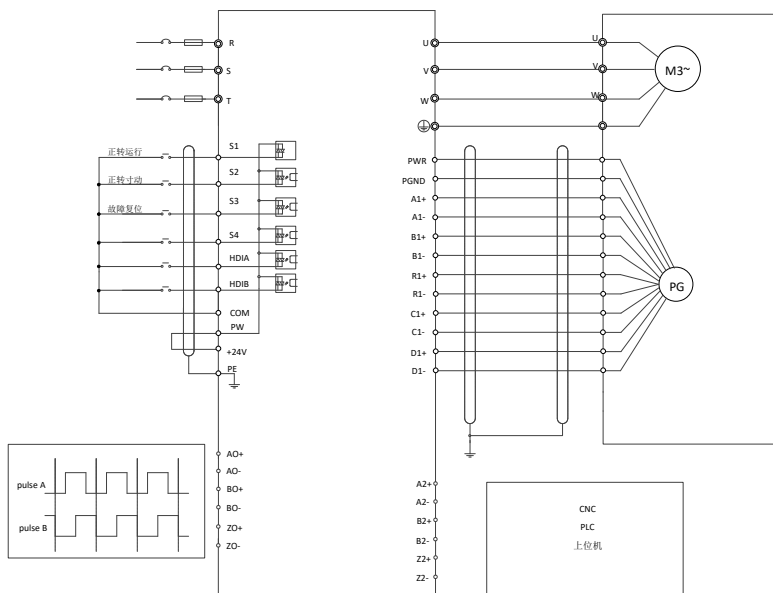 R
S
T
正转运行
S1
正转寸动
S2
故障复位
S3
S4
HDIA
HDIB
COM
PW
+24V
PE
pulse A
pulse B
AO+
AO-
BO+
BO-
ZO+
ZO-
U
V
W
PWR
PGND
A1+
A1-
B1+
B1-
R1+
R1-
C1+
C1-
D1+
D1-
U
V
W
M3~
PG
A2+
A2-
B2+
B2-
Z2+
Z2-
CNC
PLC
上位机